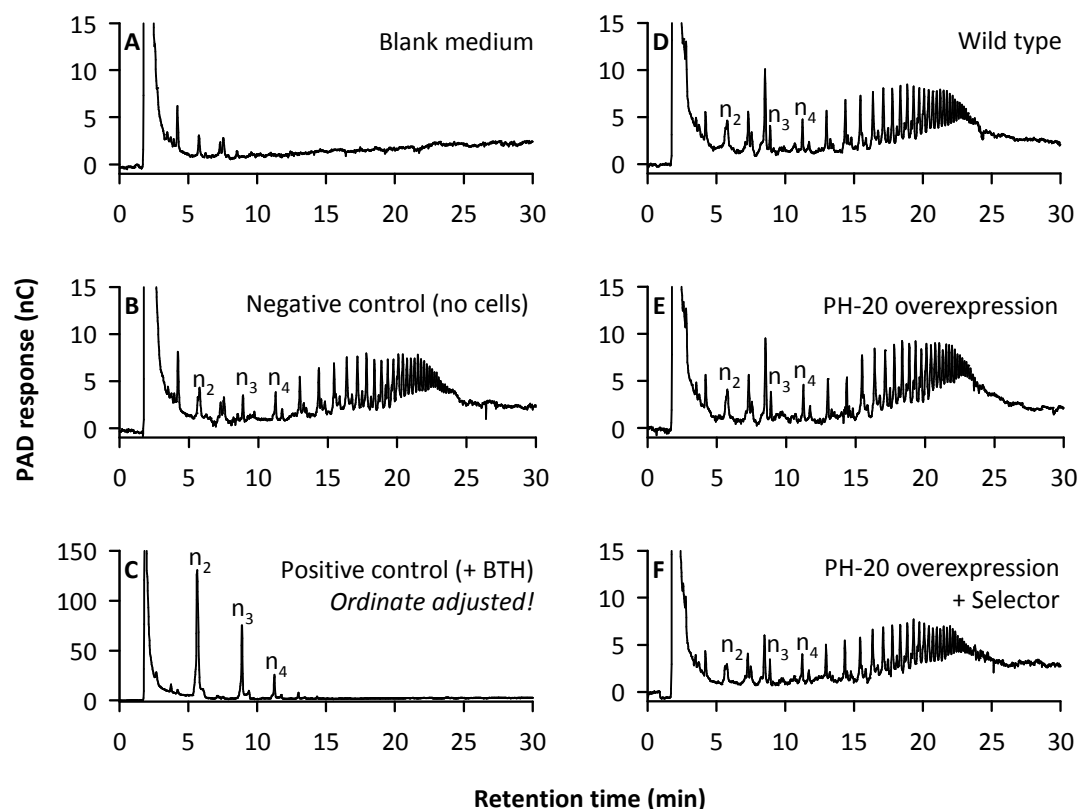 A
Blank medium
15
10
5
0
0 5 10 15 20 25 30
D
Wild type
n2
n3
n4
15
10
5
0
0 5 10 15 20 25 30
B
Negative control (no cells)
n2
n3
n4
15
10
5
0
0 5 10 15 20 25 30
E
PH-20 overexpression
n2
n3
n4
15
10
5
0
0 5 10 15 20 25 30
C
Positive control (+ BTH)
Ordinate adjusted!
n2
n3
n4
150
100
50
0
0 5 10 15 20 25 30
F
PH-20 overexpression
+ Selector
n2
n3
n4
15
10
5
0
0 5 10 15 20 25 30
PAD response (nC)
Retention time (min)